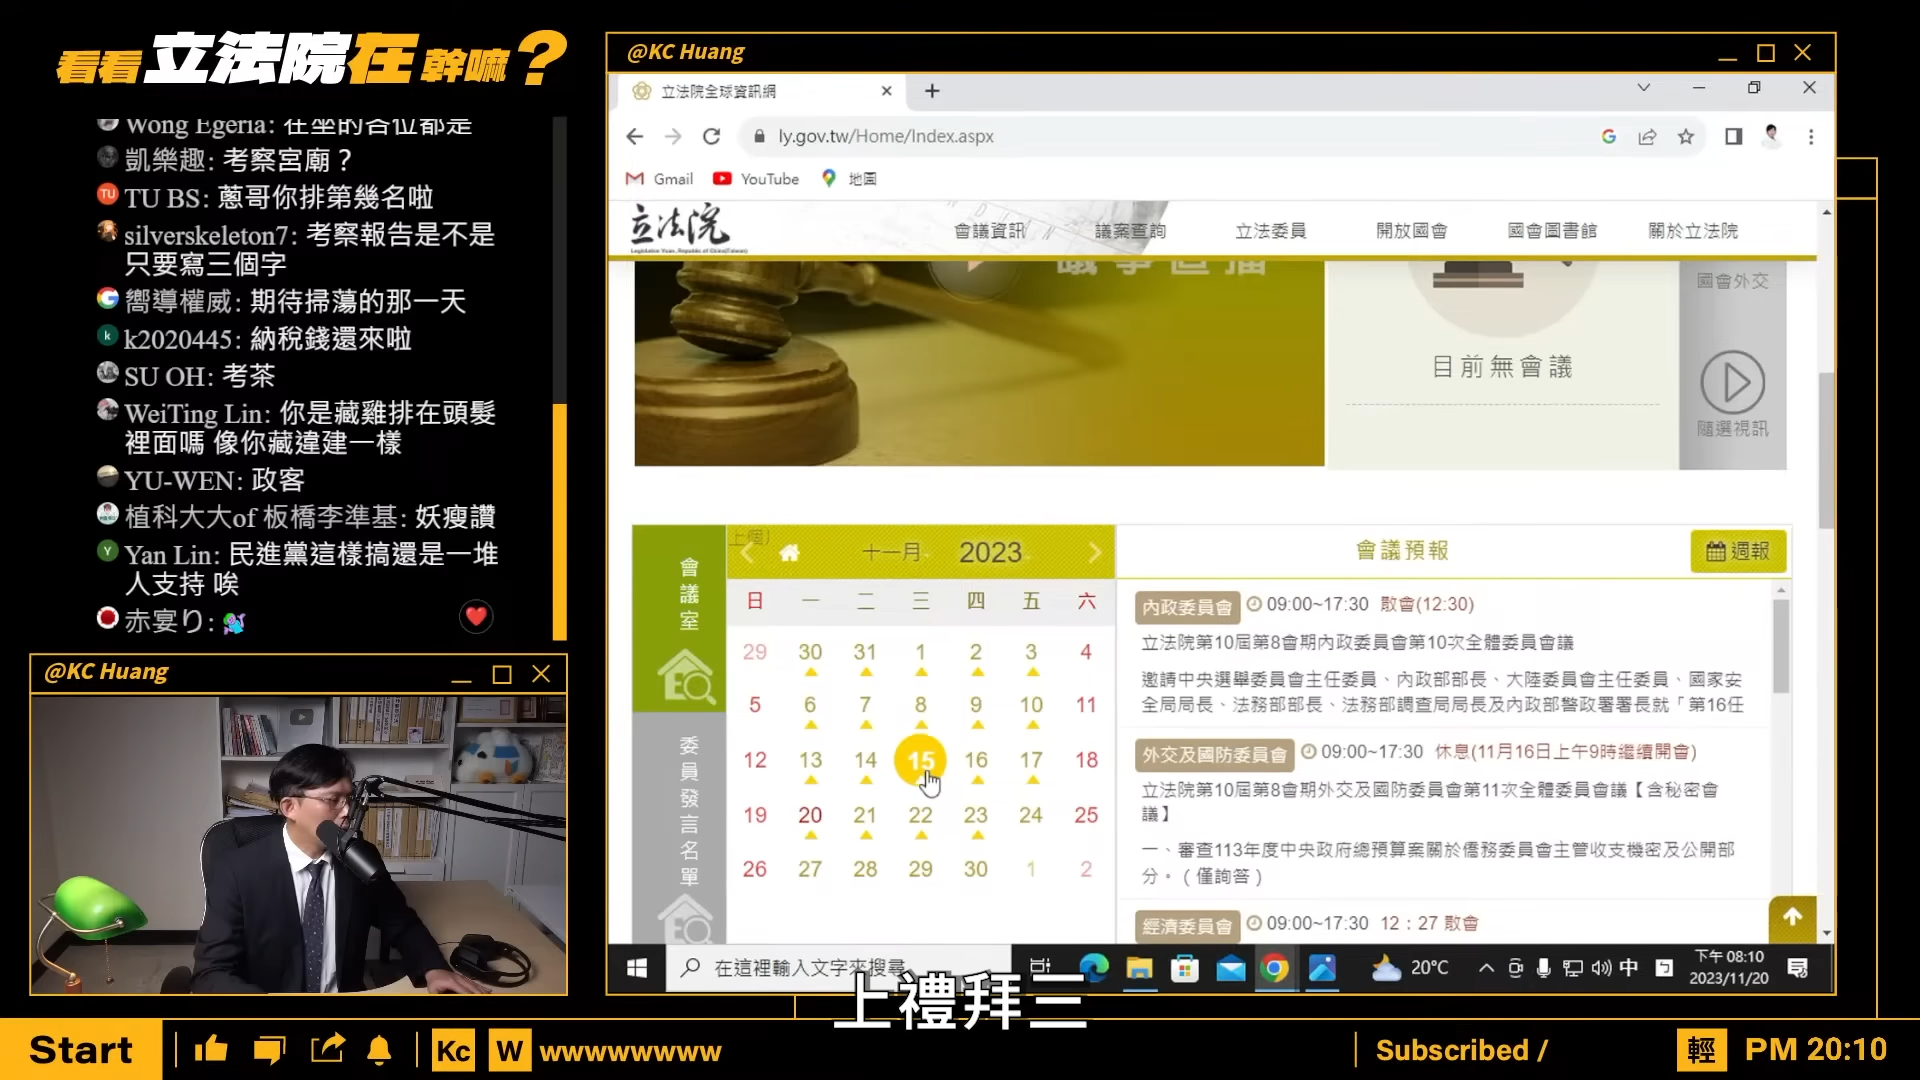 看看立法院在幹嘛?
Wong Egeria: 在坐的各位都是
凱樂趣: 考察宮廟？
TU BS: 蔥哥你排第幾名啦
silverskeleton7: 考察報告是不是
只要寫三個字
嚮導權威: 期待掃蕩的那一天
k2020445: 納稅錢還來啦
SU OH: 考茶
WeiTing Lin: 你是藏雞排在頭髮
裡面嗎 像你藏違建一樣
YU-WEN: 政客
植科大大of 板橋李準基: 妖瘦讚
Yan Lin: 民進黨這樣搞還是一堆
人支持 唉
赤宴り:
@KC Huang
@KC Huang
立法院全球資訊網
ly.gov.tw/Home/Index.aspx
Gmail YouTube 地圖
立法院
會議資訊 議案查詢 立法委員 開放國會 國會圖書館 關於立法院
議事直播
國會外交
目前無會議
隨選視訊
會議室
委員發言名單
十一月 2023
日 一 二 三 四 五 六
29 30 31 1 2 3 4
5 6 7 8 9 10 11
12 13 14 15 16 17 18
19 20 21 22 23 24 25
26 27 28 29 30 1 2
會議預報 週報
內政委員會 09:00~17:30 散會(12:30)
立法院第10屆第8會期內政委員會第10次全體委員會議
邀請中央選舉委員會主任委員、內政部部長、大陸委員會主任委員、國家安
全局局長、法務部部長、法務部調查局局長及內政部警政署署長就「第16任
外交及國防委員會 09:00~17:30 休息(11月16日上午9時繼續開會)
立法院第10屆第8會期外交及國防委員會第11次全體委員會議【含秘密會
議】
一、審查113年度中央政府總預算案關於僑務委員會主管收支機密及公開部
分。(僅詢答)
經濟委員會 09:00~17:30 12：27 散會
在這裡輸入文字來搜尋
20°C
中
下午 08:10
2023/11/20
上禮拜三
Start Kc W wwwwwwwww Subscribed / 輕 PM 20:10